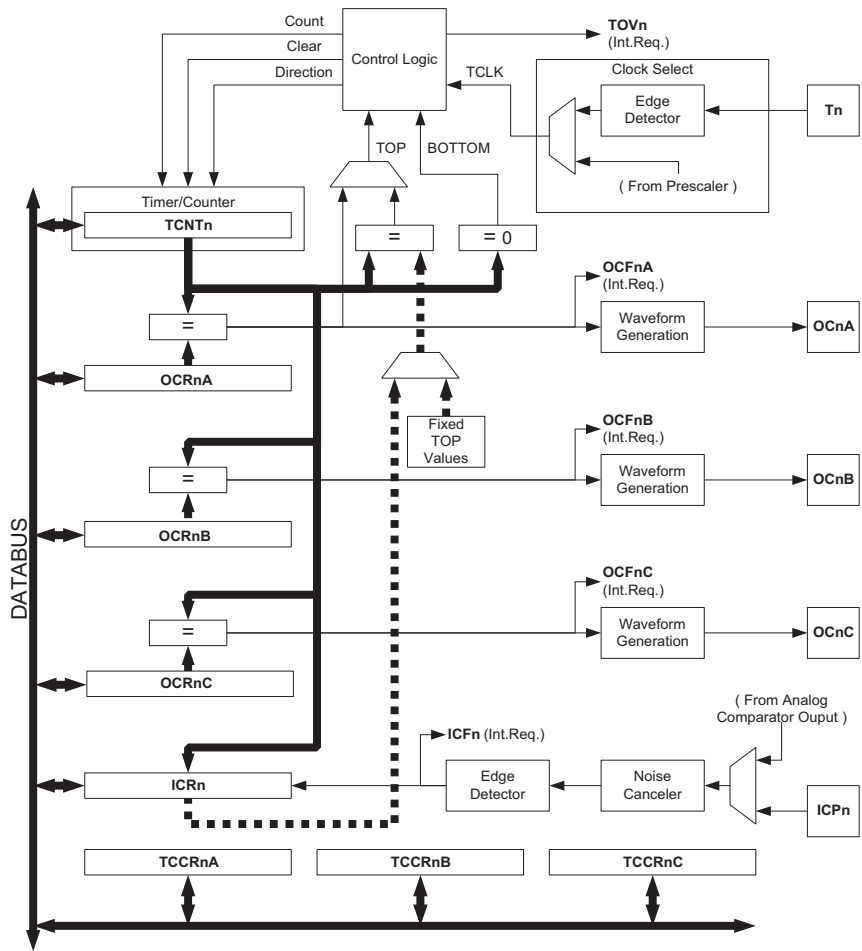 Count
Clear
Direction
Control Logic
TOVn
(Int.Req.)
TCLK
Clock Select
Edge
Detector
Tn
( From Prescaler )
TOP
BOTTOM
Timer/Counter
TCNTn
=
= 0
=
OCRnA
OCFnA
(Int.Req.)
Waveform
Generation
OCnA
Fixed
TOP
Values
OCFnB
(Int.Req.)
=
Waveform
Generation
OCnB
OCRnB
DATABUS
OCFnC
(Int.Req.)
=
Waveform
Generation
OCnC
OCRnC
( From Analog
Comparator Ouput )
ICFn (Int.Req.)
ICRn
Edge
Detector
Noise
Canceler
ICPn
TCCRnA
TCCRnB
TCCRnC